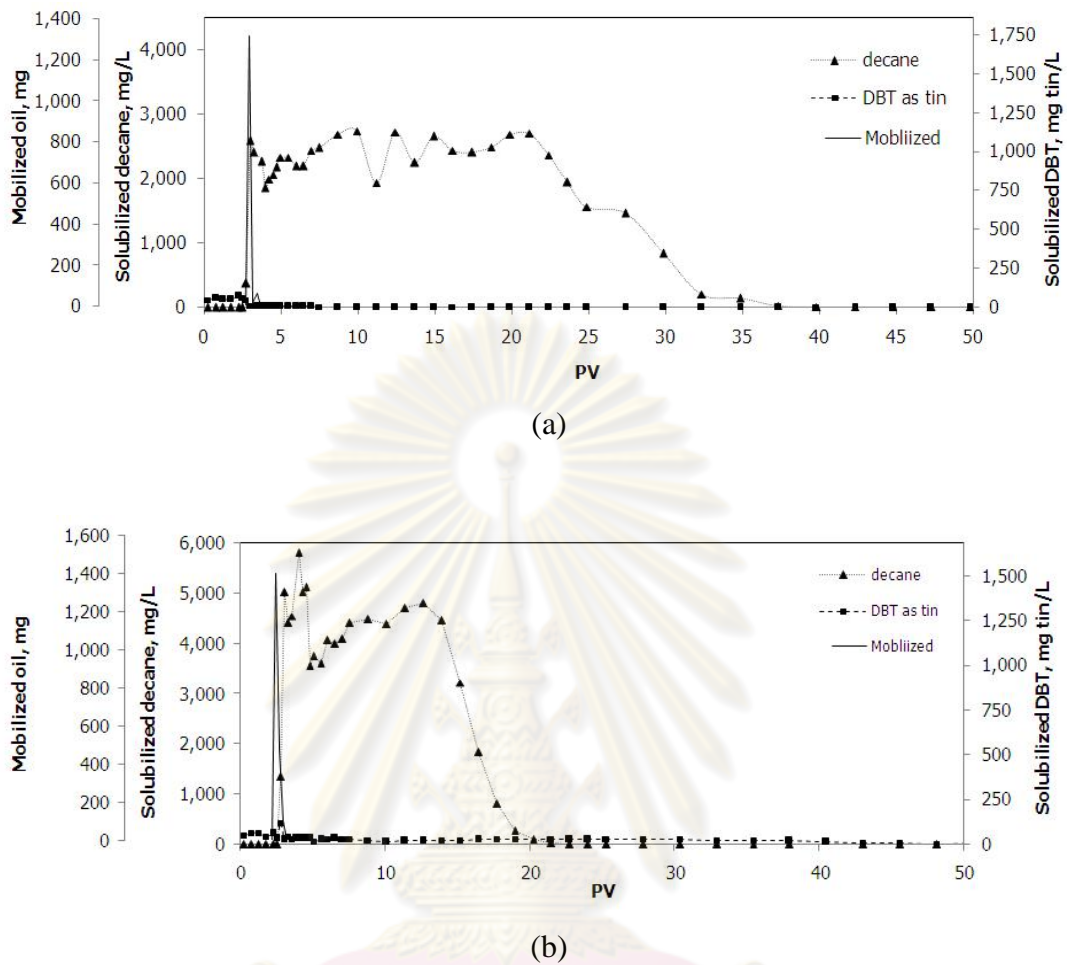 Mobilized oil, mg
1,400
1,200
1,000
800
600
400
200
0
Solubilized decane, mg/L
4,000
3,000
2,000
1,000
0
1,750
1,500
1,250
1,000
750
500
250
0
Solubilized DBT, mg tin/L
decane
DBT as tin
Mobliized
0 5 10 15 20 25 30 35 40 45 50
PV
(a)
Mobilized oil, mg
1,600
1,400
1,200
1,000
800
600
400
200
0
Solubilized decane, mg/L
6,000
5,000
4,000
3,000
2,000
1,000
0
1,500
1,250
1,000
750
500
250
0
Solubilized DBT, mg tin/L
decane
DBT as tin
Mobliized
0 10 20 30 40 50
PV
(b)